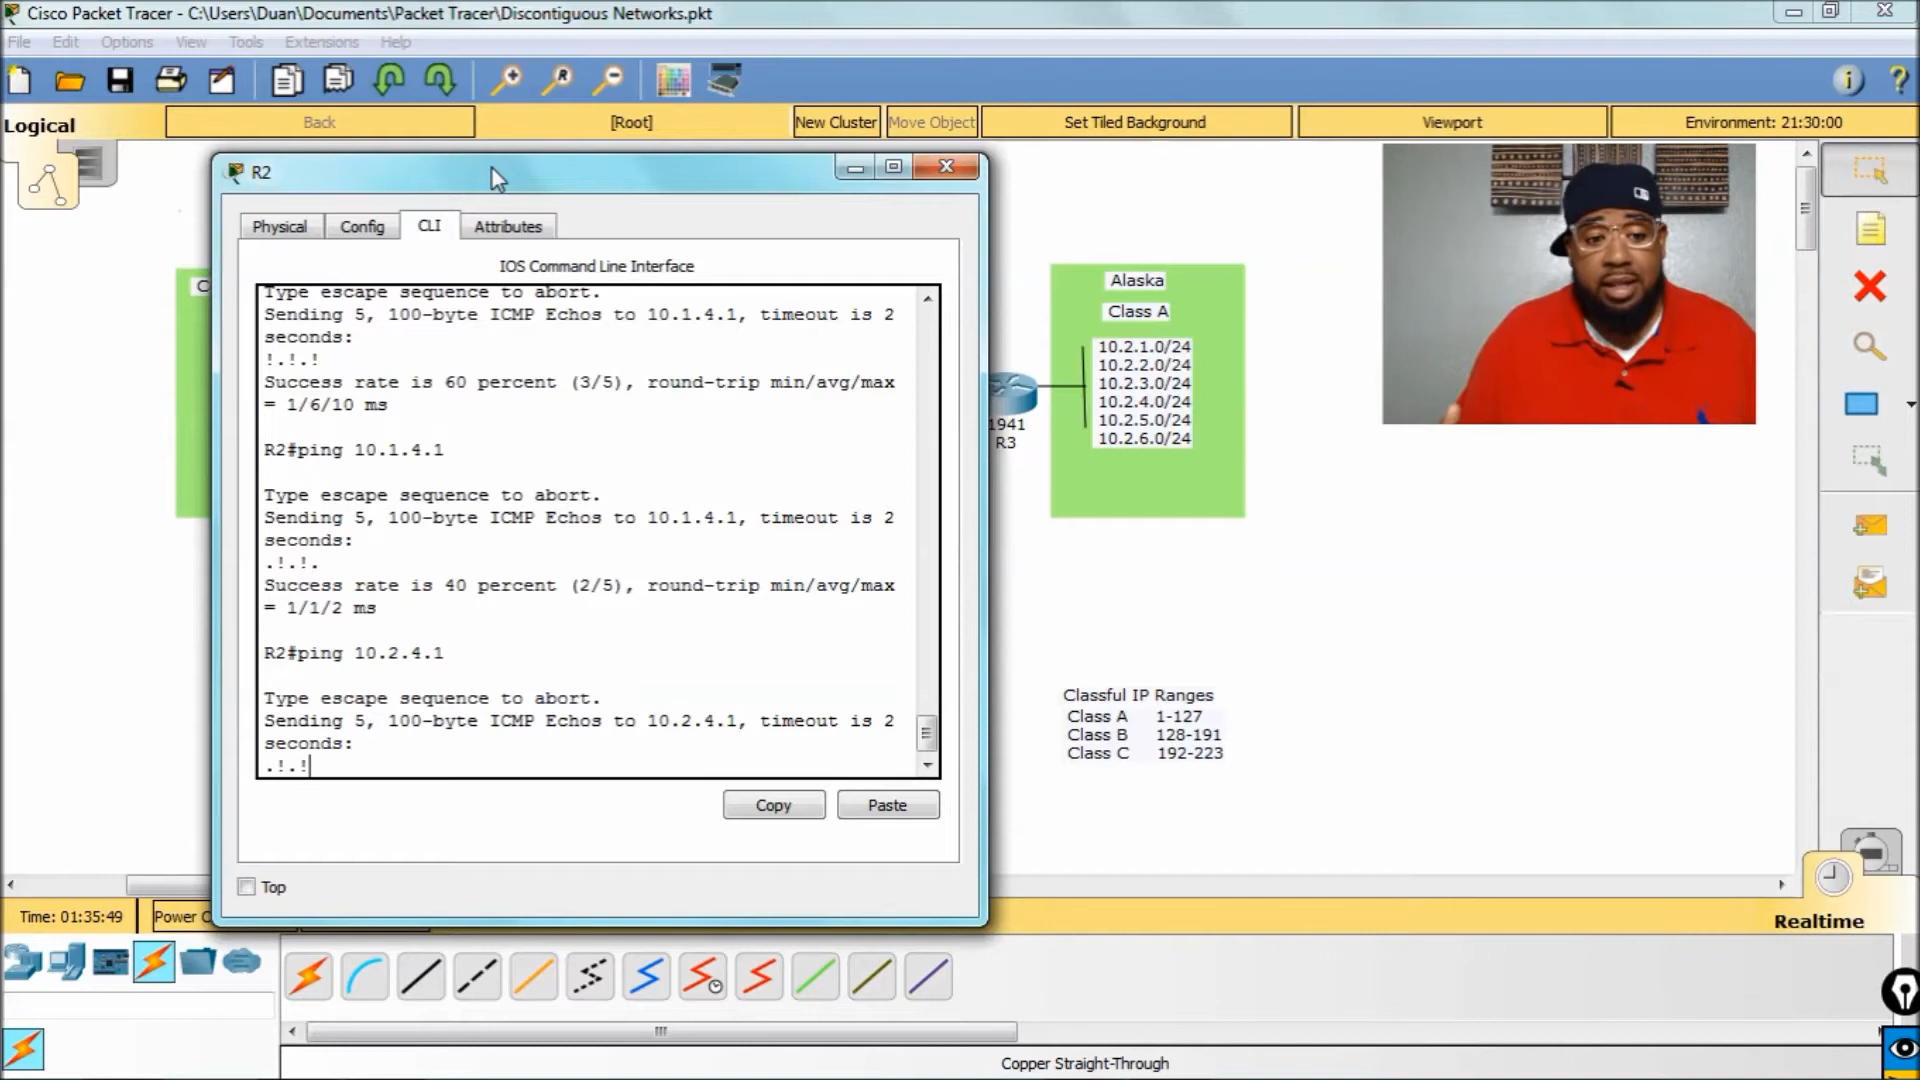 Cisco Packet Tracer - C:\Users\Duan\Documents\Packet Tracer\Discontiguous Networks.pkt
File Edit Options View Tools Extensions Help
Logical
Back
[Root]
New Cluster
Move Object
Set Tiled Background
Viewport
Environment: 21:30:00
R2
Physical Config CLI Attributes
IOS Command Line Interface
Type escape sequence to abort.
Sending 5, 100-byte ICMP Echos to 10.1.4.1, timeout is 2
seconds:
!.!.!
Success rate is 60 percent (3/5), round-trip min/avg/max
= 1/6/10 ms
R2#ping 10.1.4.1
Type escape sequence to abort.
Sending 5, 100-byte ICMP Echos to 10.1.4.1, timeout is 2
seconds:
.!.!.
Success rate is 40 percent (2/5), round-trip min/avg/max
= 1/1/2 ms
R2#ping 10.2.4.1
Type escape sequence to abort.
Sending 5, 100-byte ICMP Echos to 10.2.4.1, timeout is 2
seconds:
.!.!
Copy
Paste
Top
1941
R3
Alaska
Class A
10.2.1.0/24
10.2.2.0/24
10.2.3.0/24
10.2.4.0/24
10.2.5.0/24
10.2.6.0/24
Classful IP Ranges
Class A 1-127
Class B 128-191
Class C 192-223
Time: 01:35:49
Power C
Realtime
Copper Straight-Through